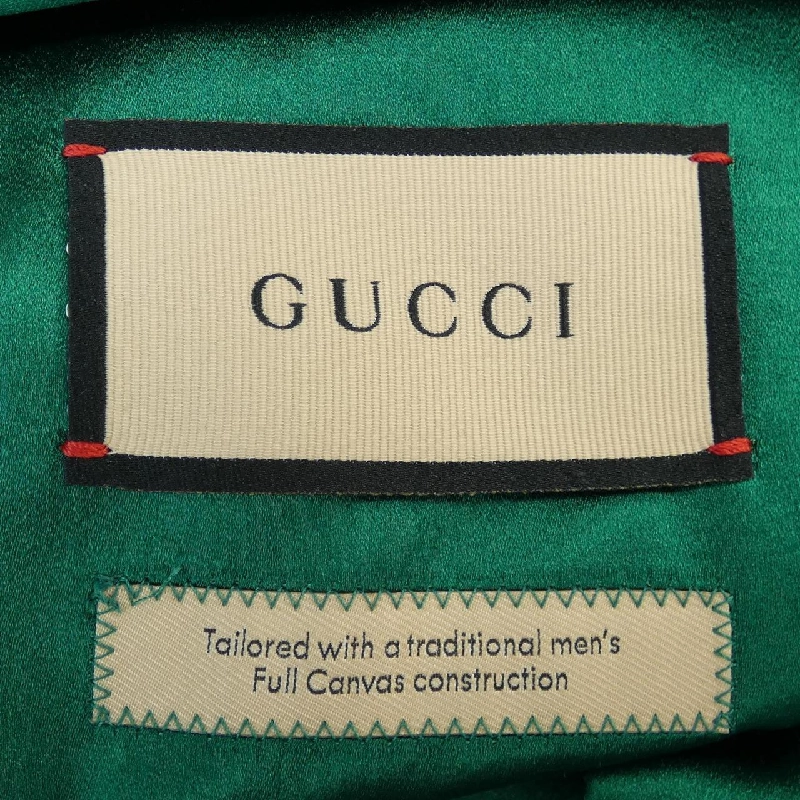 GUCCI
Tailored with a traditional men's
Full Canvas construction